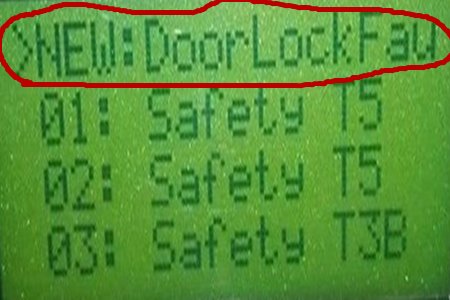 >NEW:DoorLockFau
01: Safety T5
02: Safety T5
03: Safety T3B